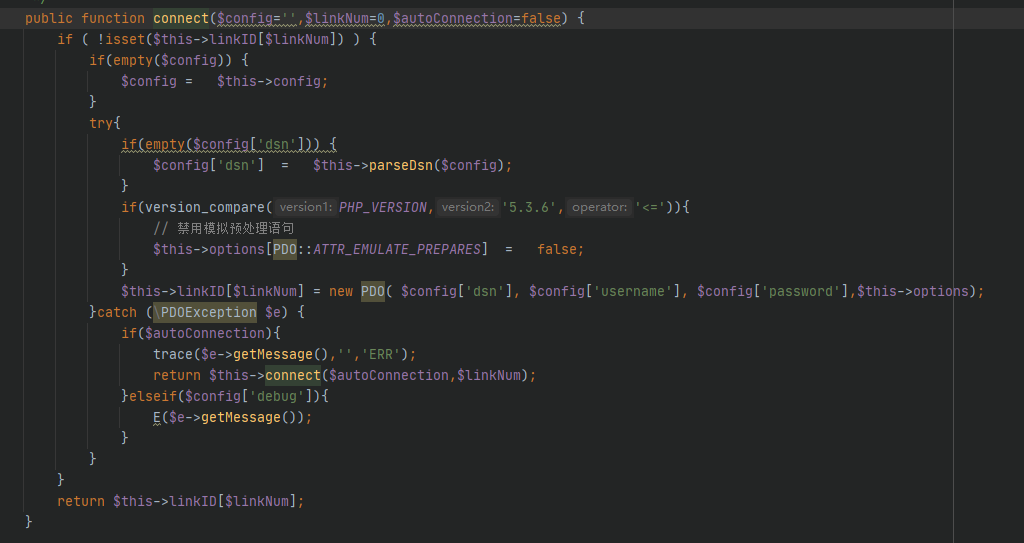 public function connect($config='',$linkNum=0,$autoConnection=false) {
if ( !isset($this->linkID[$linkNum]) ) {
if(empty($config)) {
$config =   $this->config;
}
try{
if(empty($config['dsn'])) {
$config['dsn']  =   $this->parseDsn($config);
}
if(version_compare( version1: PHP_VERSION, version2: '5.3.6', operator: '<=')){
// 禁用模拟预处理语句
$this->options[PDO::ATTR_EMULATE_PREPARES]  =   false;
}
$this->linkID[$linkNum] = new PDO( $config['dsn'], $config['username'], $config['password'],$this->options);
}catch (\PDOException $e) {
if($autoConnection){
trace($e->getMessage(),'','ERR');
return $this->connect($autoConnection,$linkNum);
}elseif($config['debug']){
E($e->getMessage());
}
}
}
return $this->linkID[$linkNum];
}